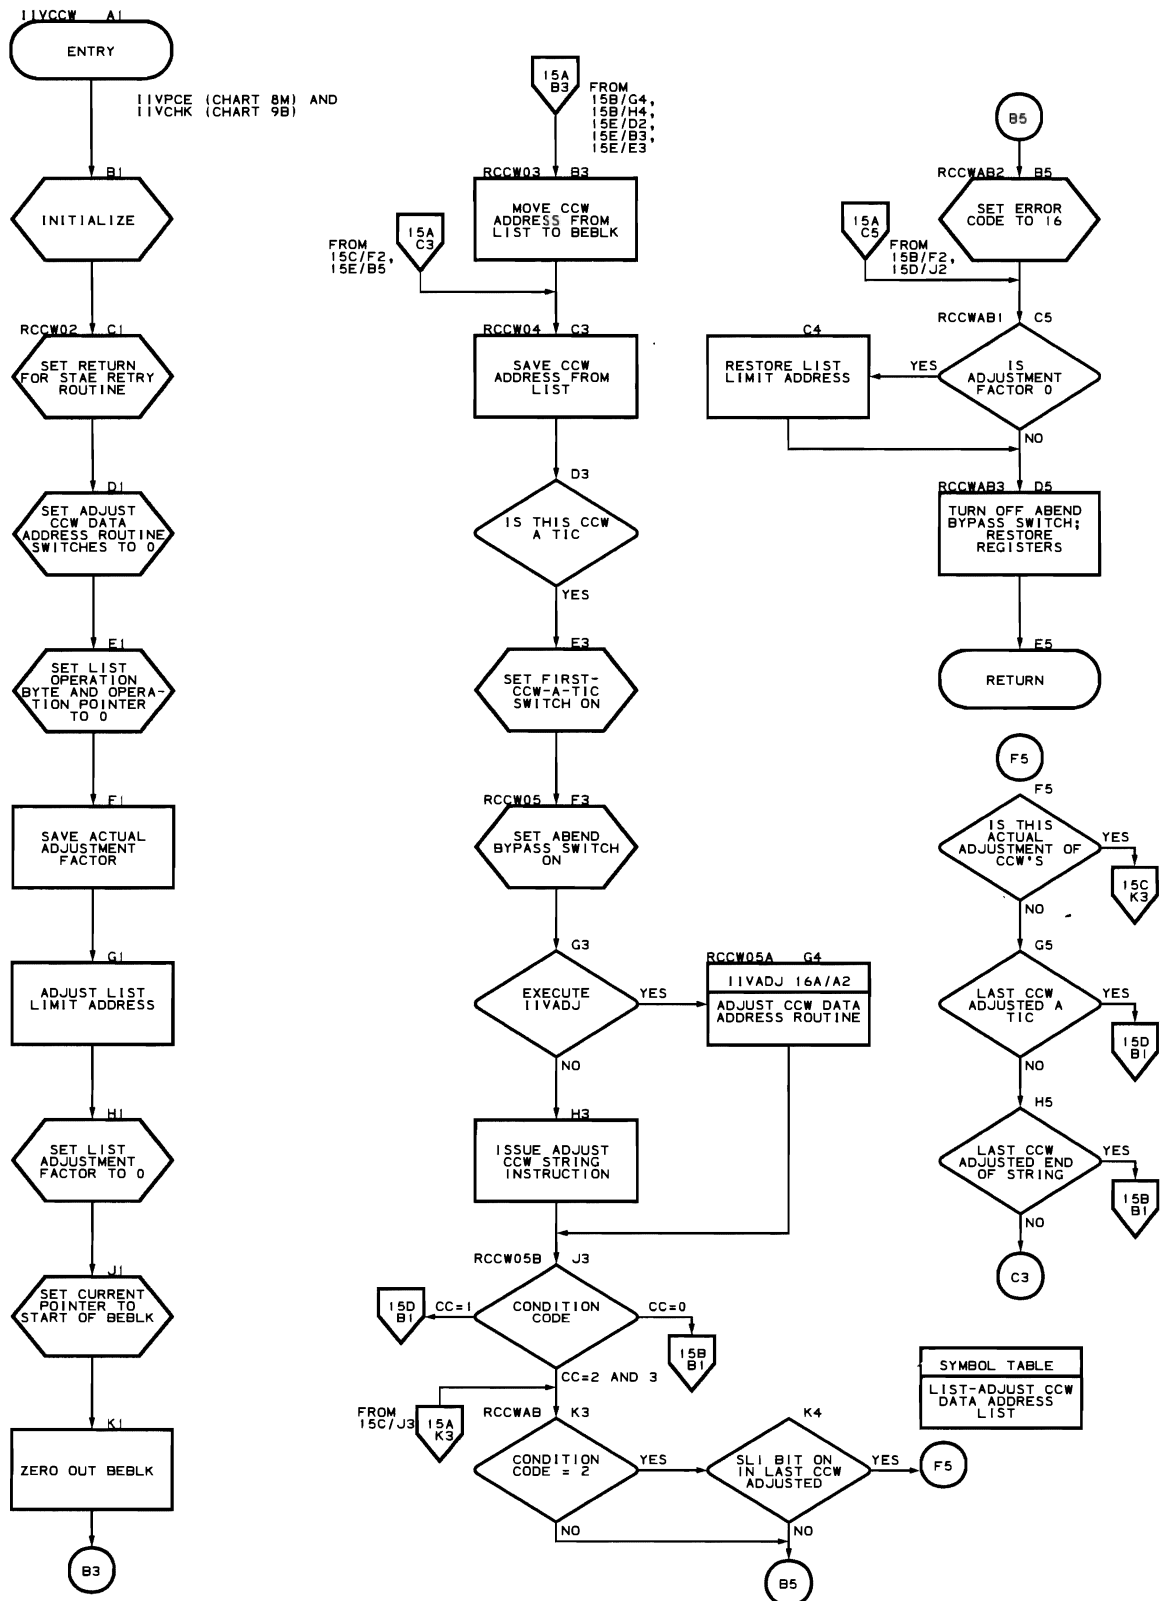 IIVCCW A1
ENTRY
IIVPCE (CHART 8M) AND
IIVCHK (CHART 9B)
B1
INITIALIZE
RCCW02 C1
SET RETURN
FOR STAE RETRY
ROUTINE
D1
SET ADJUST
CCW DATA
ADDRESS ROUTINE
SWITCHES TO 0
E1
SET LIST
OPERATION
BYTE AND OPERA-
TION POINTER
TO 0
F1
SAVE ACTUAL
ADJUSTMENT
FACTOR
G1
ADJUST LIST
LIMIT ADDRESS
H1
SET LIST
ADJUSTMENT
FACTOR TO 0
J1
SET CURRENT
POINTER TO
START OF BEBLK
K1
ZERO OUT BEBLK
B3
15A
B3
FROM
15B/G4,
15B/H4,
15E/D2,
15E/B3,
15E/E3
RCCW03 B3
MOVE CCW
ADDRESS FROM
LIST TO BEBLK
15A
C3
FROM
15C/F2,
15E/B5
RCCW04 C3
SAVE CCW
ADDRESS FROM
LIST
D3
IS THIS CCW
A TIC
YES
E3
SET FIRST-
CCW-A-TIC
SWITCH ON
RCCW05 F3
SET ABEND
BYPASS SWITCH
ON
G3
EXECUTE
IIVADJ
YES
NO
RCCW05A G4
IIVADJ 16A/A2
ADJUST CCW DATA
ADDRESS ROUTINE
H3
ISSUE ADJUST
CCW STRING
INSTRUCTION
RCCW05B J3
CONDITION
CODE
CC=1
15D
B1
CC=0
15B
B1
CC=2 AND 3
FROM
15C/J3
15A
K3
RCCWAB K3
CONDITION
CODE = 2
YES
NO
K4
SLI BIT ON
IN LAST CCW
ADJUSTED
YES
F5
NO
B5
B5
RCCWAB2 B5
SET ERROR
CODE TO 16
15A
C5
FROM
15B/F2,
15D/J2
RCCWAB1 C5
IS
ADJUSTMENT
FACTOR 0
YES
NO
C4
RESTORE LIST
LIMIT ADDRESS
RCCWAB3 D5
TURN OFF ABEND
BYPASS SWITCH;
RESTORE
REGISTERS
E5
RETURN
F5
F5
IS THIS
ACTUAL
ADJUSTMENT OF
CCW'S
YES
15C
K3
NO
G5
LAST CCW
ADJUSTED A
TIC
YES
15D
B1
NO
H5
LAST CCW
ADJUSTED END
OF STRING
YES
15B
B1
NO
C3
SYMBOL TABLE
LIST-ADJUST CCW
DATA ADDRESS
LIST